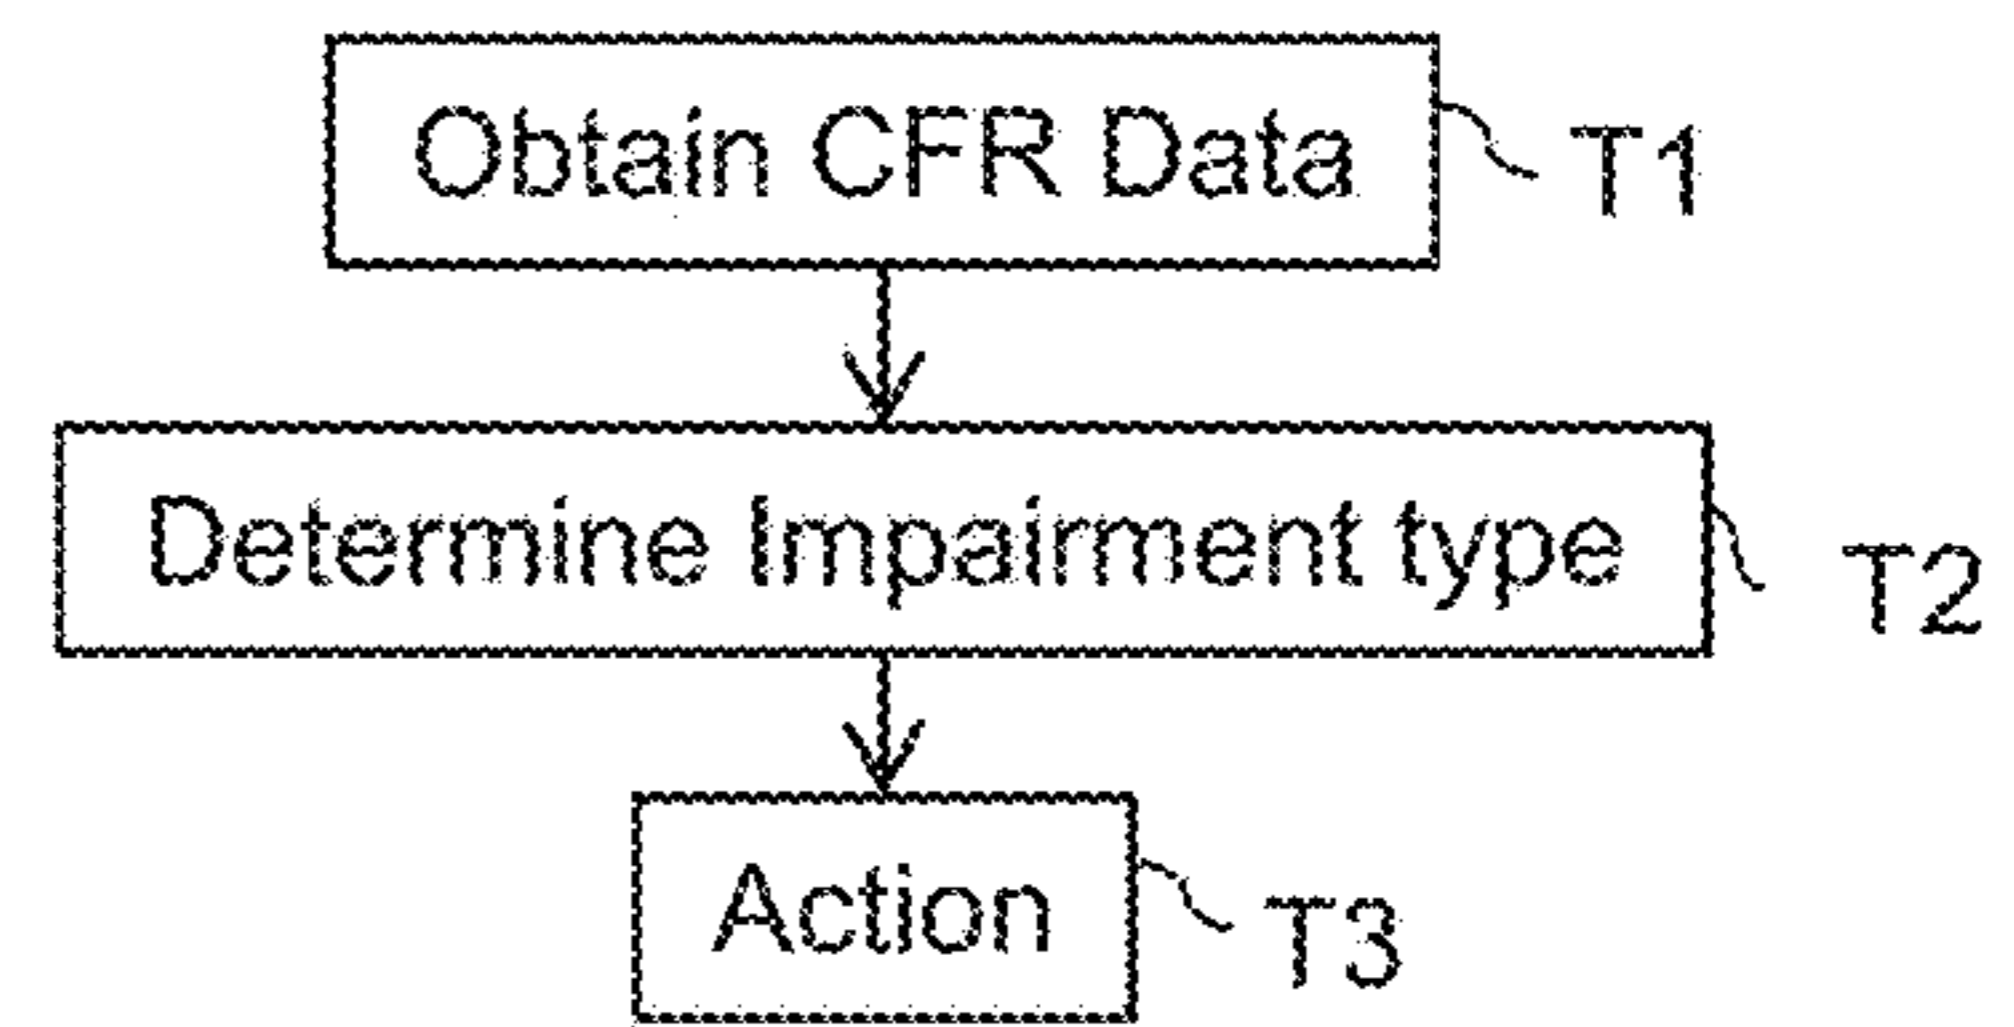 Obtain CFR Data
T1
Determine Impairment type
T2
Action
T3